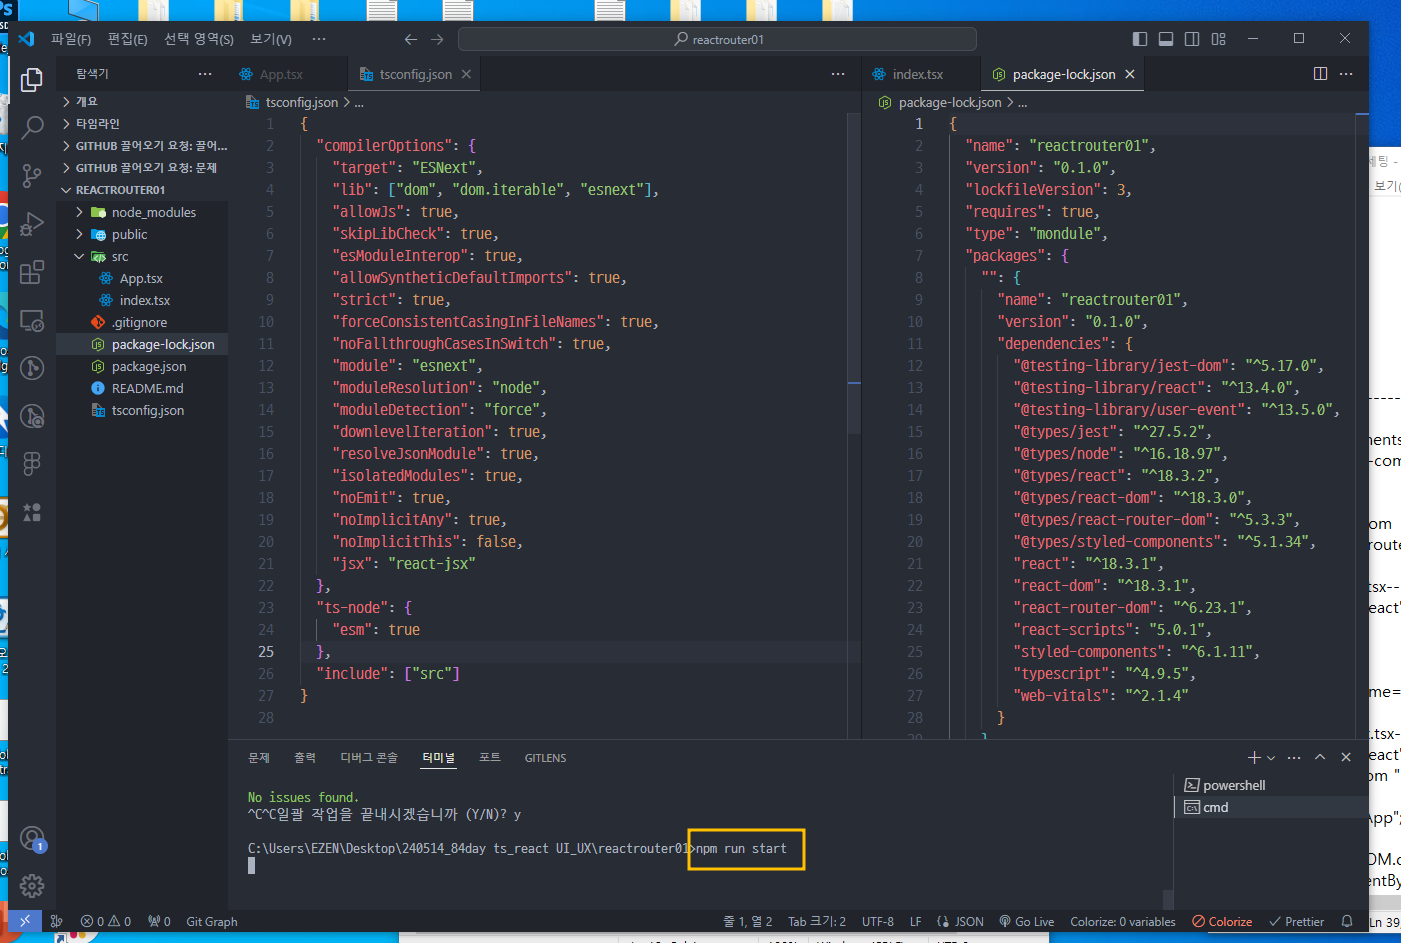 파일(F) 편집(E) 선택 영역(S) 보기(V) ··· reactrouter01
탐색기 ···
개요
타임라인
GITHUB 끌어오기 요청: 끌어...
GITHUB 끌어오기 요청: 문제
REACTROUTER01
node_modules
public
src
App.tsx
index.tsx
.gitignore
package-lock.json
package.json
README.md
tsconfig.json
App.tsx tsconfig.json
tsconfig.json > ...
1 {
2 "compilerOptions": {
3 "target": "ESNext",
4 "lib": ["dom", "dom.iterable", "esnext"],
5 "allowJs": true,
6 "skipLibCheck": true,
7 "esModuleInterop": true,
8 "allowSyntheticDefaultImports": true,
9 "strict": true,
10 "forceConsistentCasingInFileNames": true,
11 "noFallthroughCasesInSwitch": true,
12 "module": "esnext",
13 "moduleResolution": "node",
14 "moduleDetection": "force",
15 "downlevelIteration": true,
16 "resolveJsonModule": true,
17 "isolatedModules": true,
18 "noEmit": true,
19 "noImplicitAny": true,
20 "noImplicitThis": false,
21 "jsx": "react-jsx"
22 },
23 "ts-node": {
24 "esm": true
25 },
26 "include": ["src"]
27 }
28
index.tsx package-lock.json
package-lock.json > ...
1 {
2 "name": "reactrouter01",
3 "version": "0.1.0",
4 "lockfileVersion": 3,
5 "requires": true,
6 "type": "mondule",
7 "packages": {
8 "": {
9 "name": "reactrouter01",
10 "version": "0.1.0",
11 "dependencies": {
12 "@testing-library/jest-dom": "^5.17.0",
13 "@testing-library/react": "^13.4.0",
14 "@testing-library/user-event": "^13.5.0",
15 "@types/jest": "^27.5.2",
16 "@types/node": "^16.18.97",
17 "@types/react": "^18.3.2",
18 "@types/react-dom": "^18.3.0",
19 "@types/react-router-dom": "^5.3.3",
20 "@types/styled-components": "^5.1.34",
21 "react": "^18.3.1",
22 "react-dom": "^18.3.1",
23 "react-router-dom": "^6.23.1",
24 "react-scripts": "5.0.1",
25 "styled-components": "^6.1.11",
26 "typescript": "^4.9.5",
27 "web-vitals": "^2.1.4"
28 }
문제 출력 디버그 콘솔 터미널 포트 GITLENS
No issues found.
^C^C일괄 작업을 끝내시겠습니까 (Y/N)? y
C:\Users\EZEN\Desktop\240514_84day ts_react UI_UX\reactrouter01>npm run start
powershell
cmd
0 0 0 Git Graph 줄 1, 열 2 Tab 크기: 2 UTF-8 LF {} JSON Go Live Colorize: 0 variables Colorize Prettier